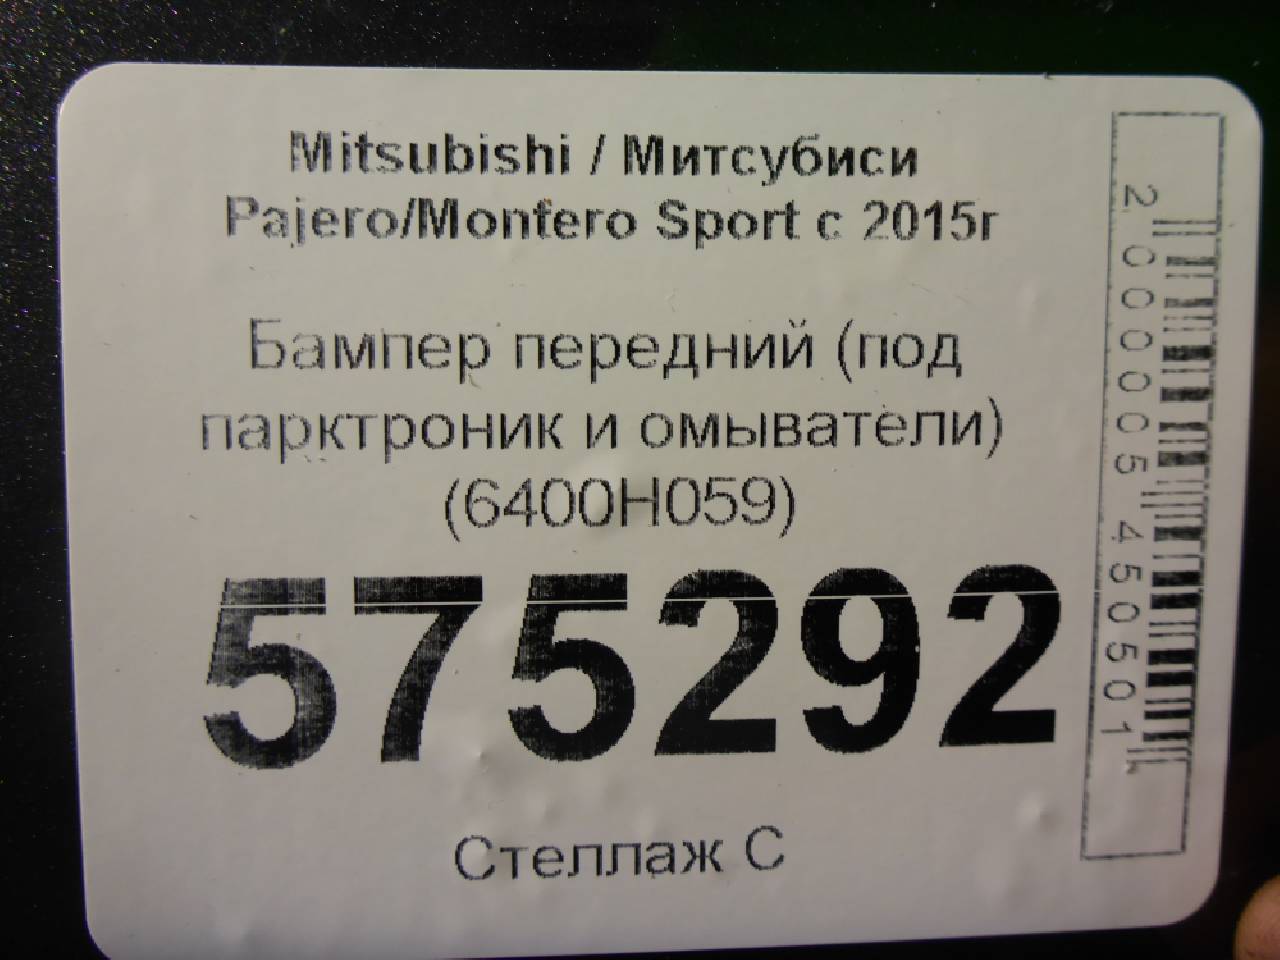 Mitsubishi / Митсубиси
Pajero/Montero Sport с 2015г
Бампер передний (под
парктроник и омыватели)
(6400H059)
575292
Стеллаж С
2000005450501